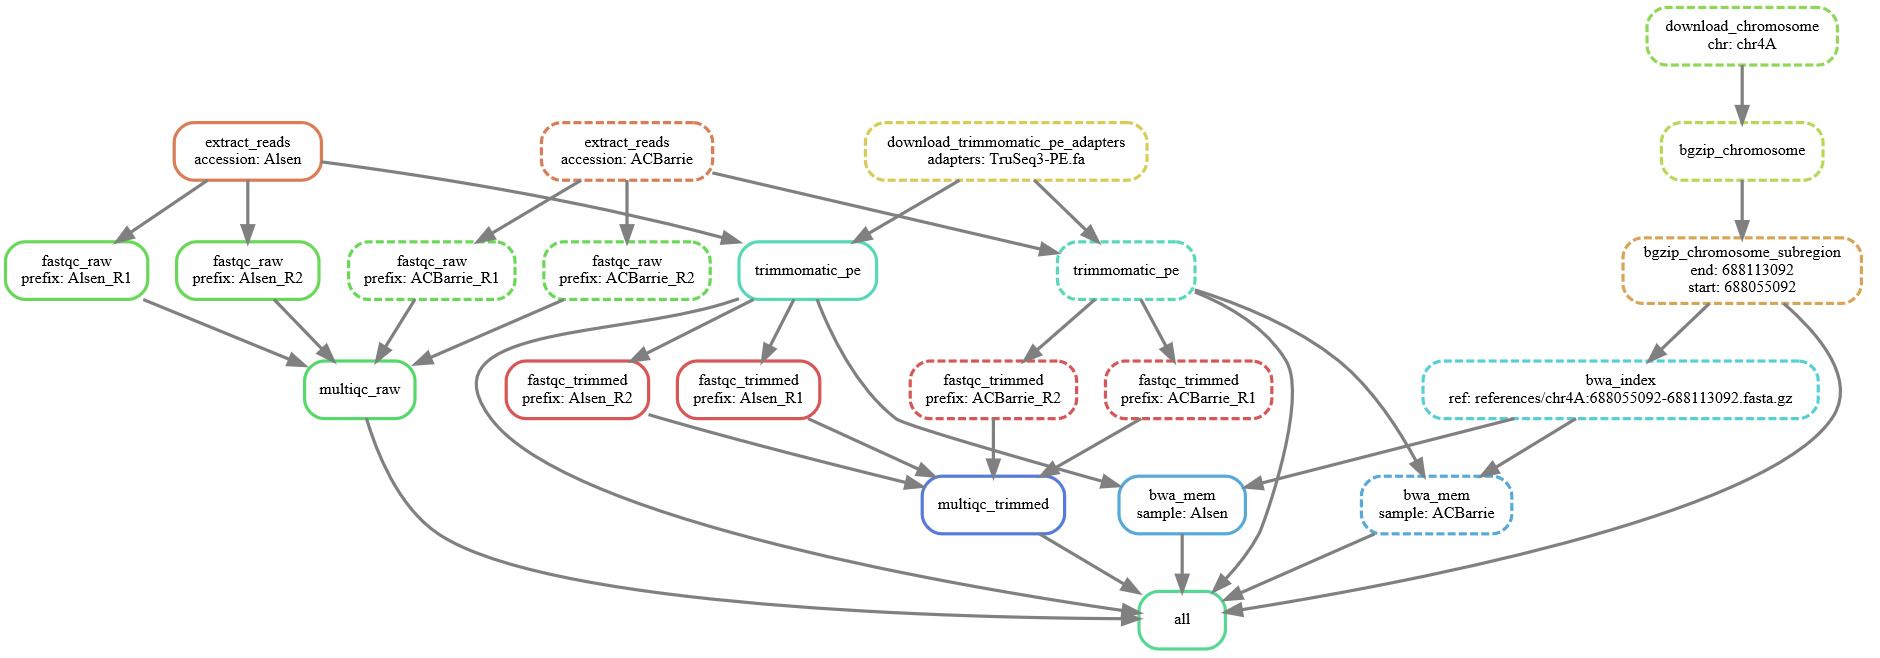 download_chromosome
chr: chr4A
extract_reads
accession: Alsen
extract_reads
accession: ACBarrie
download_trimmomatic_pe_adapters
adapters: TruSeq3-PE.fa
bgzip_chromosome
fastqc_raw
prefix: Alsen_R1
fastqc_raw
prefix: Alsen_R2
fastqc_raw
prefix: ACBarrie_R1
fastqc_raw
prefix: ACBarrie_R2
trimmomatic_pe
trimmomatic_pe
bgzip_chromosome_subregion
end: 688113092
start: 688055092
multiqc_raw
fastqc_trimmed
prefix: Alsen_R2
fastqc_trimmed
prefix: Alsen_R1
fastqc_trimmed
prefix: ACBarrie_R2
fastqc_trimmed
prefix: ACBarrie_R1
bwa_index
ref: references/chr4A:688055092-688113092.fasta.gz
multiqc_trimmed
bwa_mem
sample: Alsen
bwa_mem
sample: ACBarrie
all